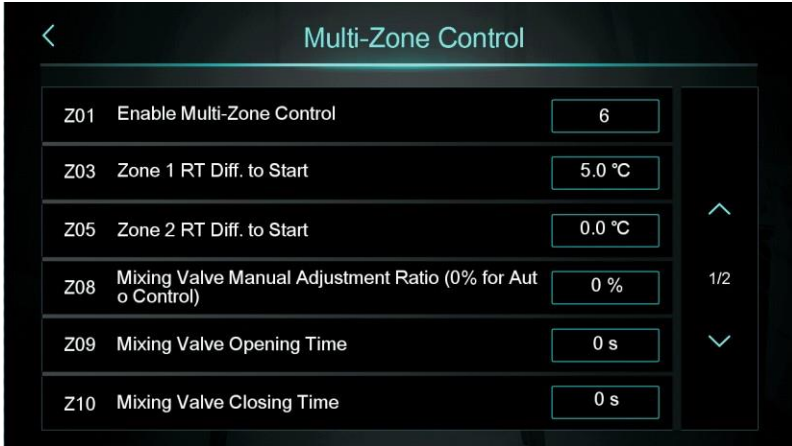 Multi-Zone Control
Z01 Enable Multi-Zone Control 6
Z03 Zone 1 RT Diff. to Start 5.0 ℃
Z05 Zone 2 RT Diff. to Start 0.0 ℃
Z08 Mixing Valve Manual Adjustment Ratio (0% for Aut
o Control) 0 %
1/2
Z09 Mixing Valve Opening Time 0 s
Z10 Mixing Valve Closing Time 0 s